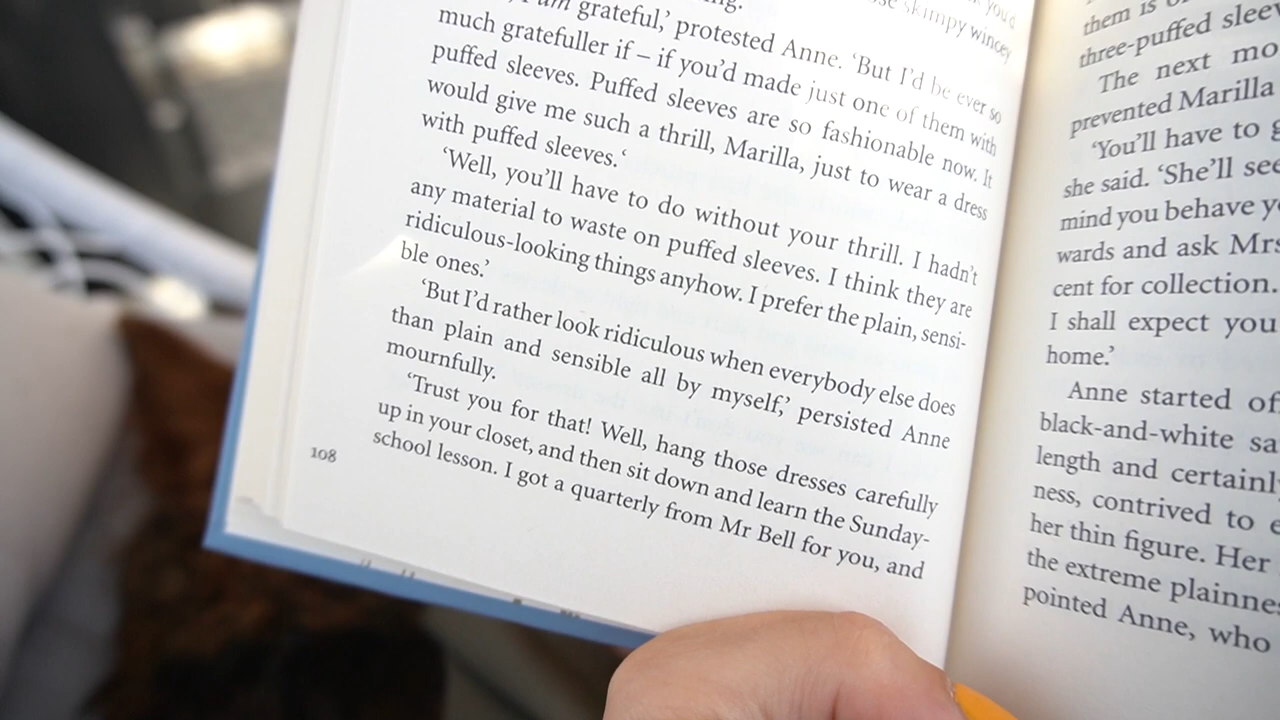 am grateful,’ protested Anne. ‘But I’d be ever so
much gratefuller if – if you’d made just one of them with
puffed sleeves. Puffed sleeves are so fashionable now. It
would give me such a thrill, Marilla, just to wear a dress
with puffed sleeves.‘
‘Well, you’ll have to do without your thrill. I hadn’t
any material to waste on puffed sleeves. I think they are
ridiculous-looking things anyhow. I prefer the plain, sensi-
ble ones.’
‘But I’d rather look ridiculous when everybody else does
than plain and sensible all by myself,’ persisted Anne
mournfully.
‘Trust you for that! Well, hang those dresses carefully
up in your closet, and then sit down and learn the Sunday-
school lesson. I got a quarterly from Mr Bell for you, and
108
them is
three-puffed
The next
prevented Marilla
‘You’ll have to
she said. ‘She’ll
mind you behave
wards and ask Mrs
cent for collection.
I shall expect you
home.’
Anne started
black-and-white
length and
ness, contrived to
her thin figure. Her
the extreme
pointed Anne, who